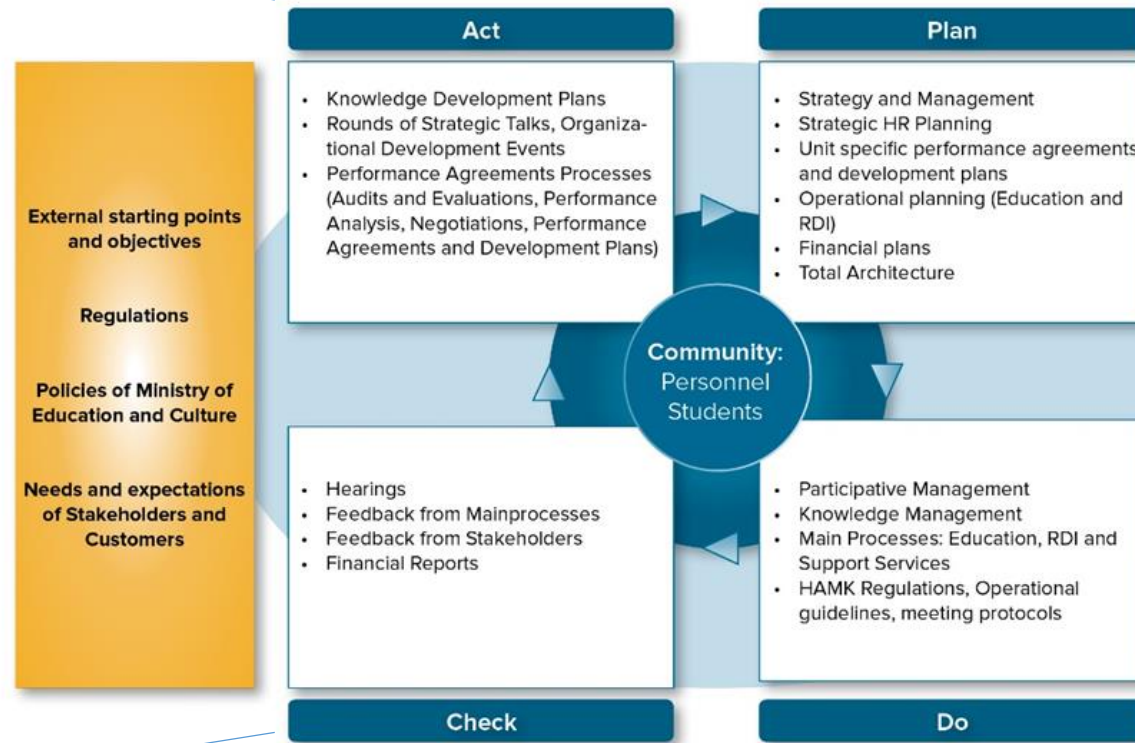 External starting points
and objectives
Regulations
Policies of Ministry of
Education and Culture
Needs and expectations
of Stakeholders and
Customers
Act
• Knowledge Development Plans
• Rounds of Strategic Talks, Organiza-
tional Development Events
• Performance Agreements Processes
(Audits and Evaluations, Performance
Analysis, Negotiations, Performance
Agreements and Development Plans)
Plan
• Strategy and Management
• Strategic HR Planning
• Unit specific performance agreements
and development plans
• Operational planning (Education and
RDI)
• Financial plans
• Total Architecture
Community:
Personnel
Students
• Hearings
• Feedback from Mainprocesses
• Feedback from Stakeholders
• Financial Reports
Check
• Participative Management
• Knowledge Management
• Main Processes: Education, RDI and
Support Services
• HAMK Regulations, Operational
guidelines, meeting protocols
Do